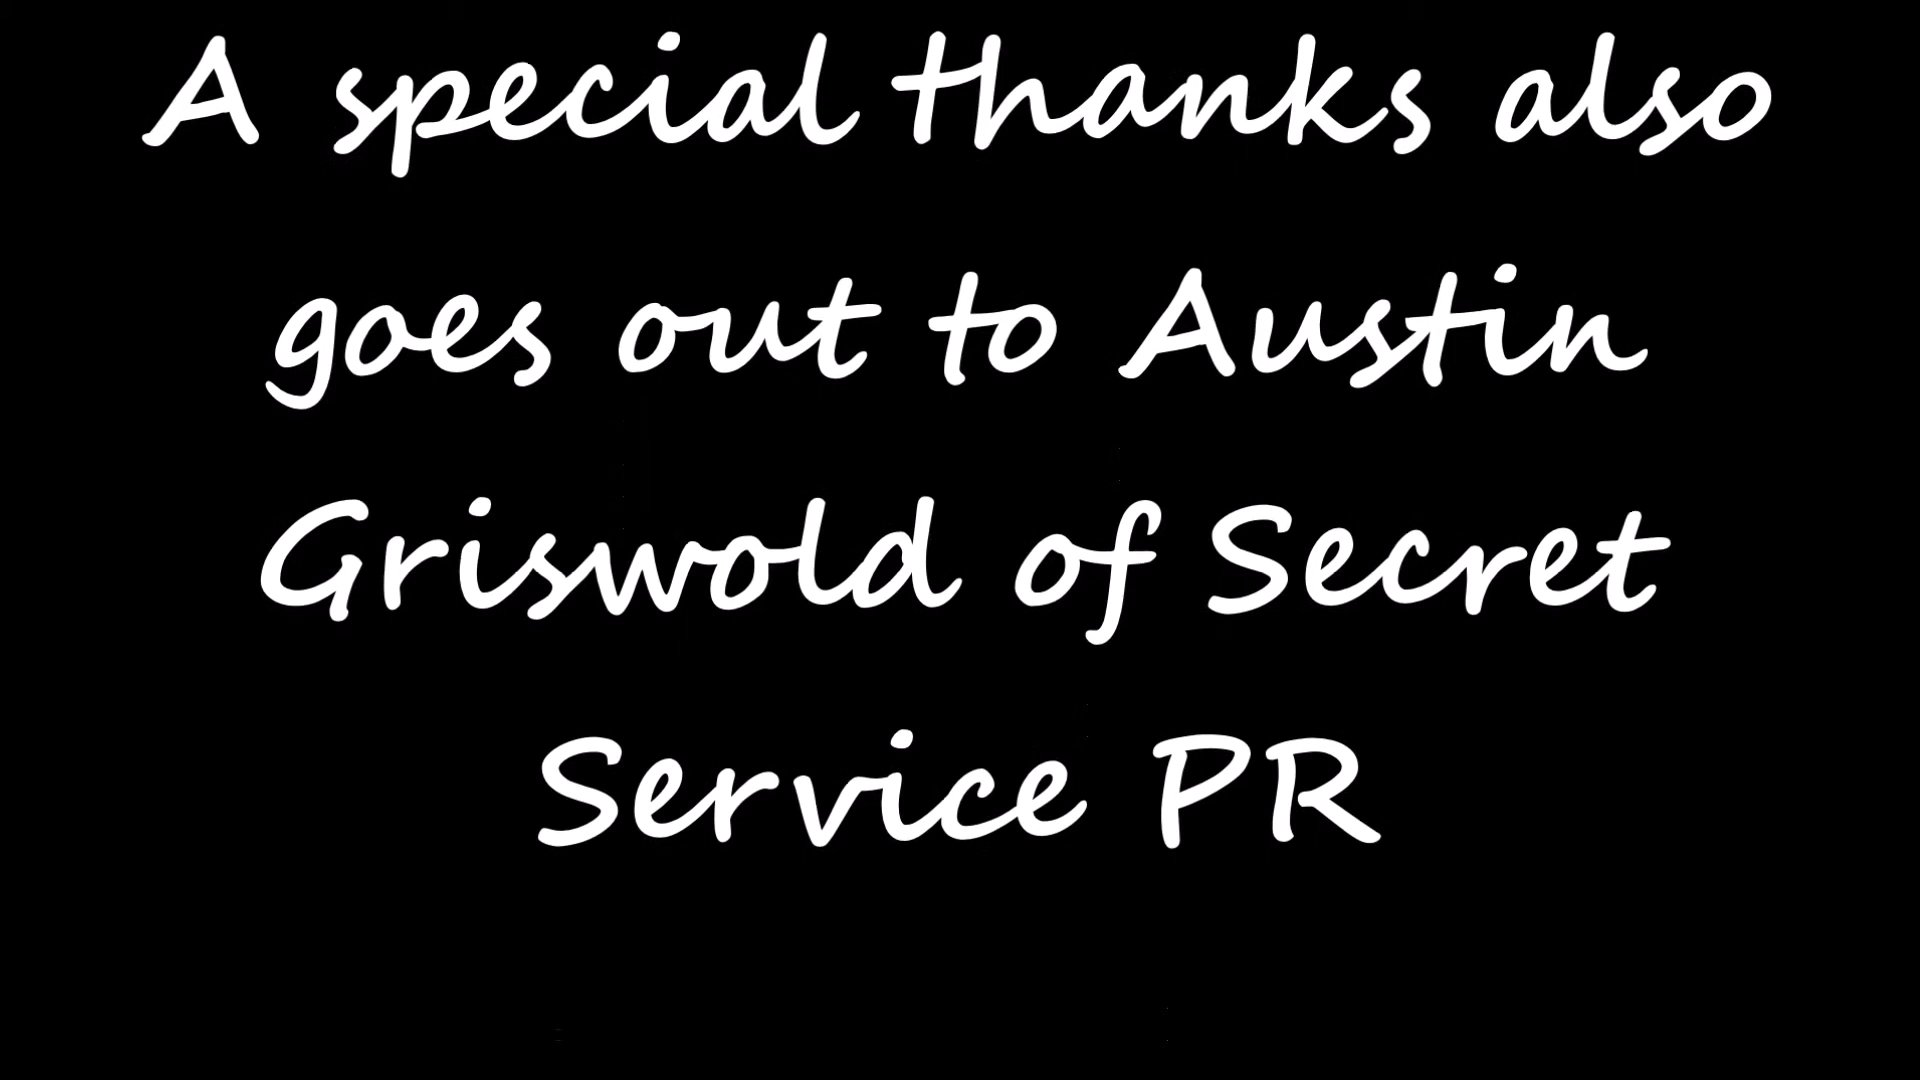 A special thanks also
goes out to Austin
Griswold of Secret
Service PR